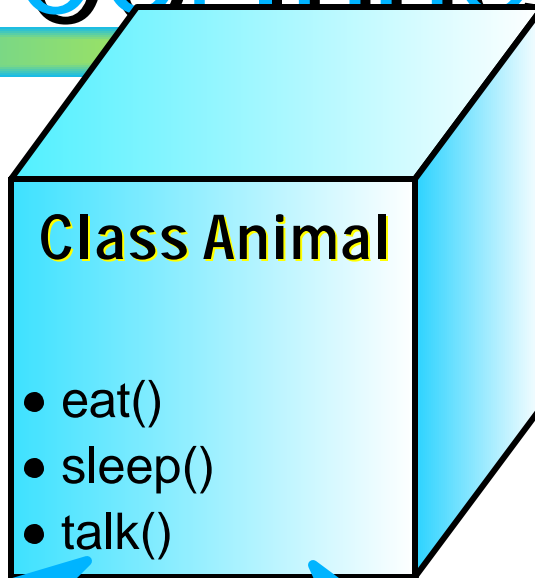 Class Animal
• eat()
• sleep()
• talk()